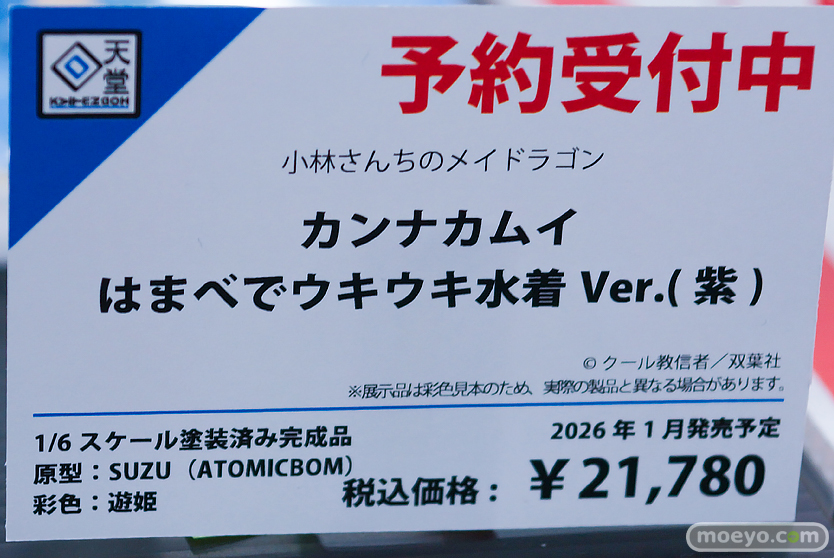 天堂
予約受付中
小林さんちのメイドラゴン
カンナカムイ
はまべでウキウキ水着 Ver.( 紫 )
© クール教信者／双葉社
※展示品は彩色見本のため、実際の製品と異なる場合があります。
1/6 スケール塗装済み完成品
2026 年 1 月発売予定
原型：SUZU（ATOMICBOM）
彩色：遊姫
税込価格： ￥21,780
moeyo.com